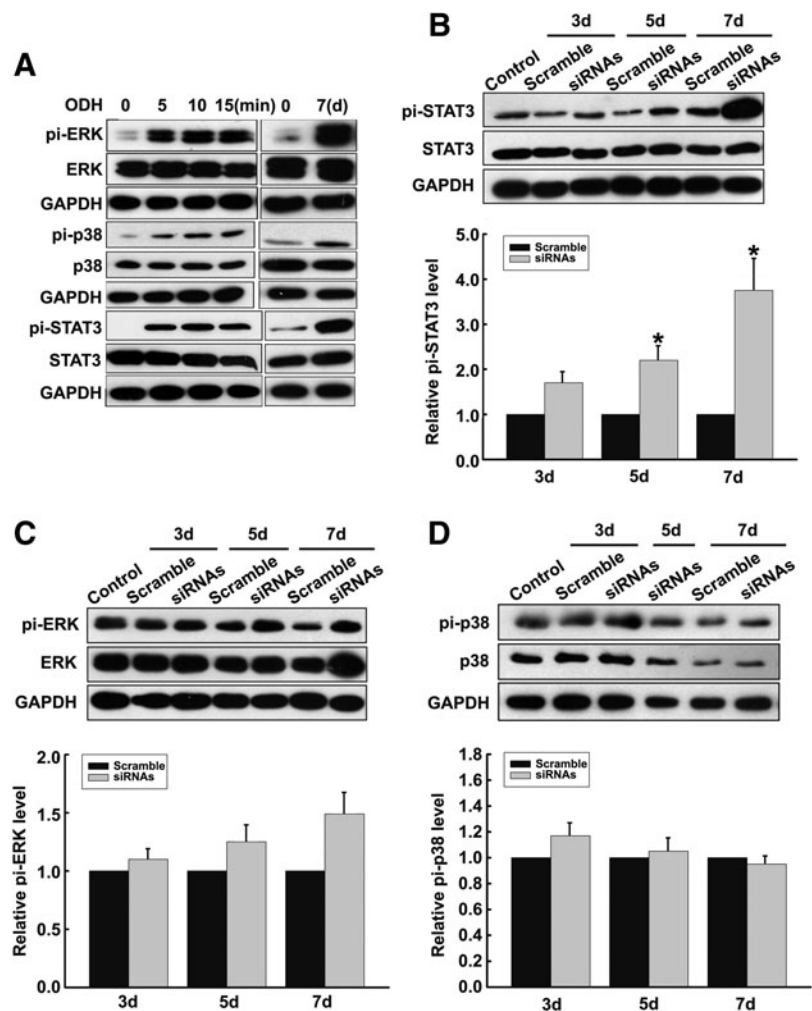 A
ODH 0 5 10 15(min) 0 7(d)
pi-ERK
ERK
GAPDH
pi-p38
p38
GAPDH
pi-STAT3
STAT3
GAPDH
B
3d 5d 7d
Control Scramble siRNAs Scramble siRNAs Scramble siRNAs
pi-STAT3
STAT3
GAPDH
Relative pi-STAT3 level
5.0
4.0
3.0
2.0
1.0
0.0
Scramble
siRNAs
*
*
3d 5d 7d
C
3d 5d 7d
Control Scramble siRNAs Scramble siRNAs Scramble siRNAs
pi-ERK
ERK
GAPDH
Relative pi-ERK level
2.0
1.5
1.0
0.5
0.0
Scramble
siRNAs
3d 5d 7d
D
3d 5d 7d
Control Scramble siRNAs siRNAs Scramble siRNAs
pi-p38
p38
GAPDH
Relative pi-p38 level
1.8
1.6
1.4
1.2
1.0
0.8
0.6
0.4
0.2
0.0
Scramble
siRNAs
3d 5d 7d